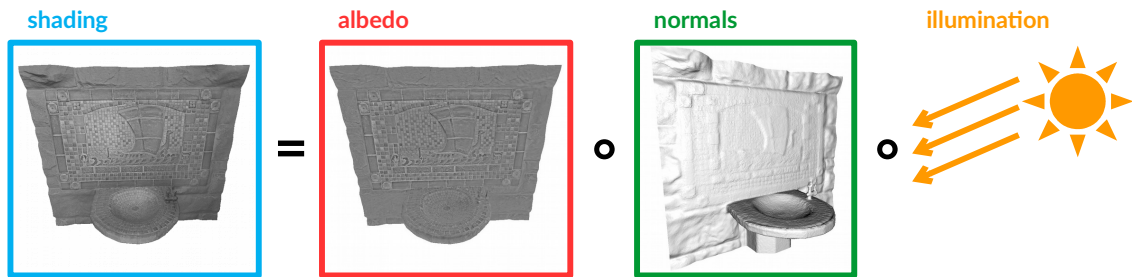 shading albedo normals illumination
= ∘ ∘